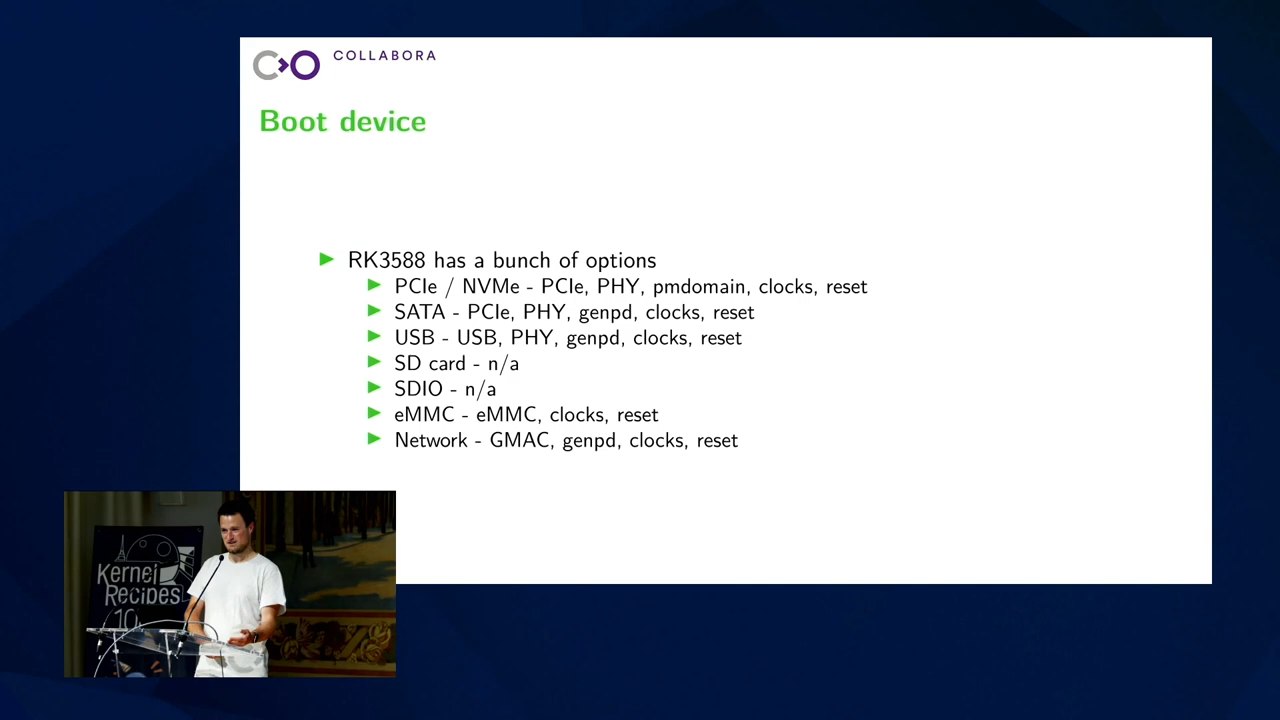 COLLABORA
Boot device
RK3588 has a bunch of options
PCIe / NVMe - PCIe, PHY, pmdomain, clocks, reset
SATA - PCIe, PHY, genpd, clocks, reset
USB - USB, PHY, genpd, clocks, reset
SD card - n/a
SDIO - n/a
eMMC - eMMC, clocks, reset
Network - GMAC, genpd, clocks, reset
Kernel
Recipes
10